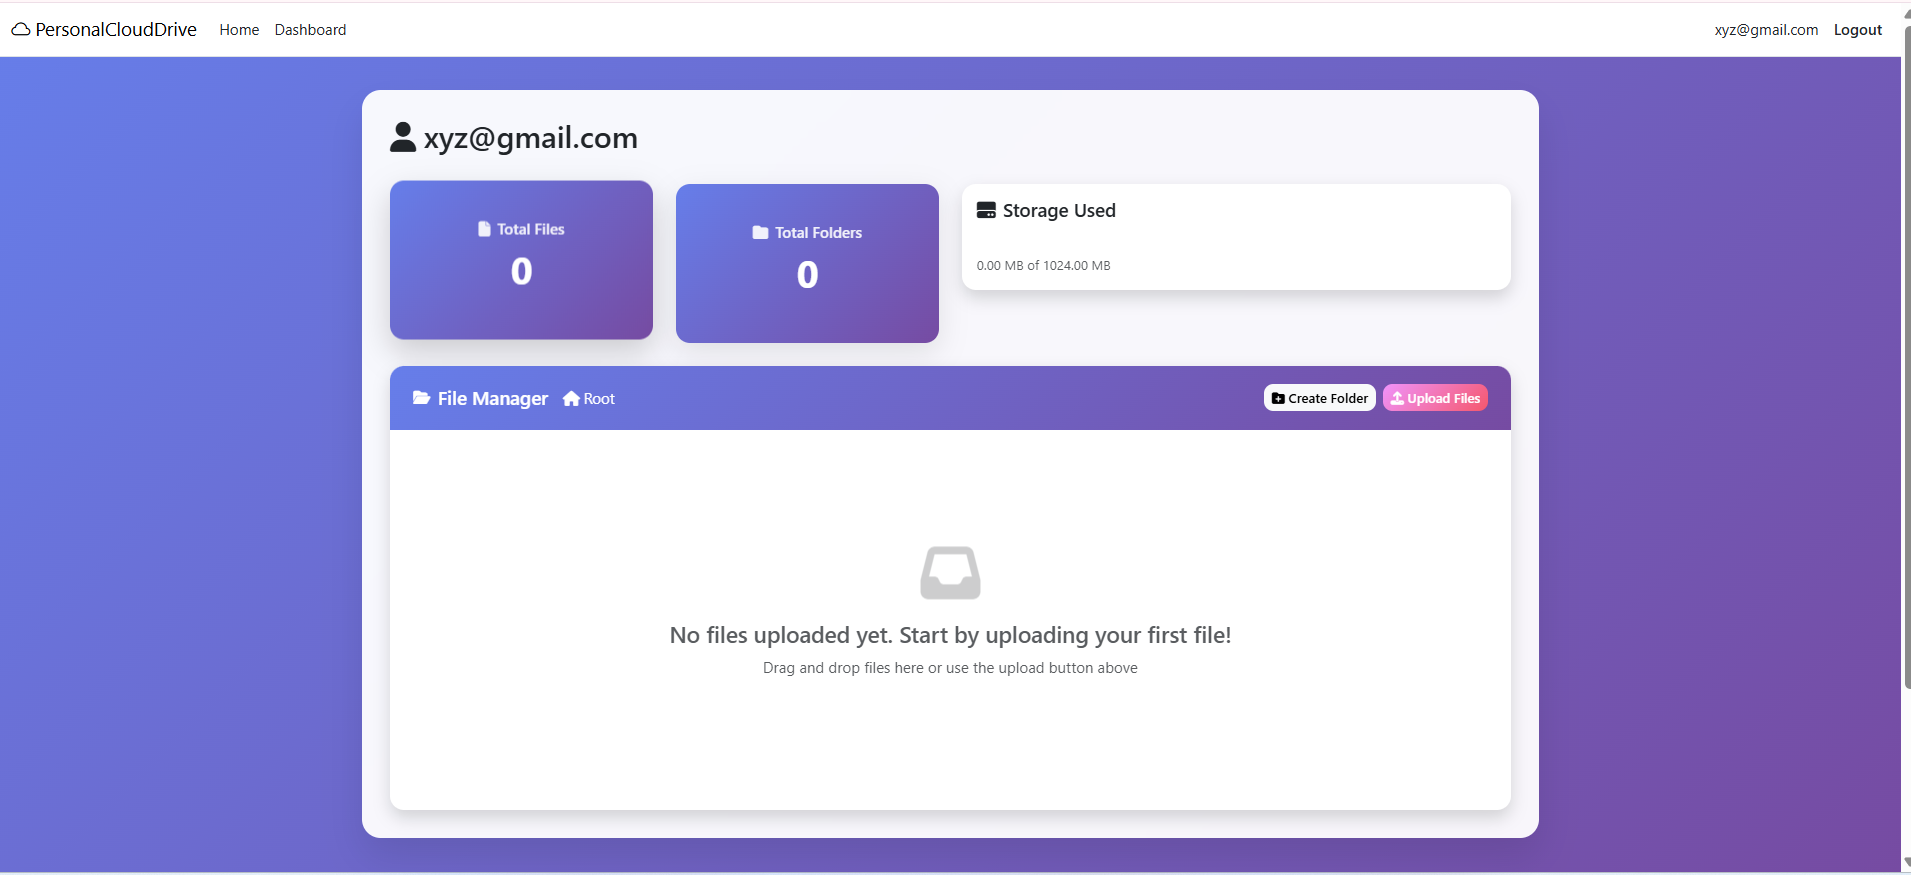 PersonalCloudDrive Home Dashboard xyz@gmail.com Logout
xyz@gmail.com
Total Files
0
Total Folders
0
Storage Used
0.00 MB of 1024.00 MB
File Manager Root Create Folder Upload Files
No files uploaded yet. Start by uploading your first file!
Drag and drop files here or use the upload button above